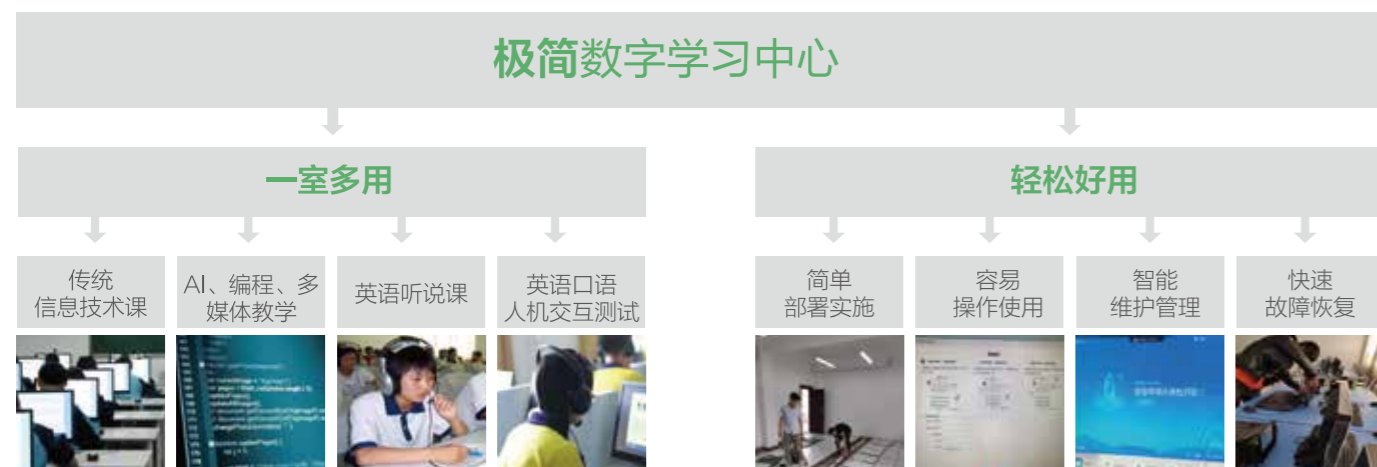 极简数字学习中心
一室多用
轻松好用
传统
信息技术课
AI、编程、多
媒体教学
英语听说课
英语口语
人机交互测试
简单
部署实施
容易
操作使用
智能
维护管理
快速
故障恢复